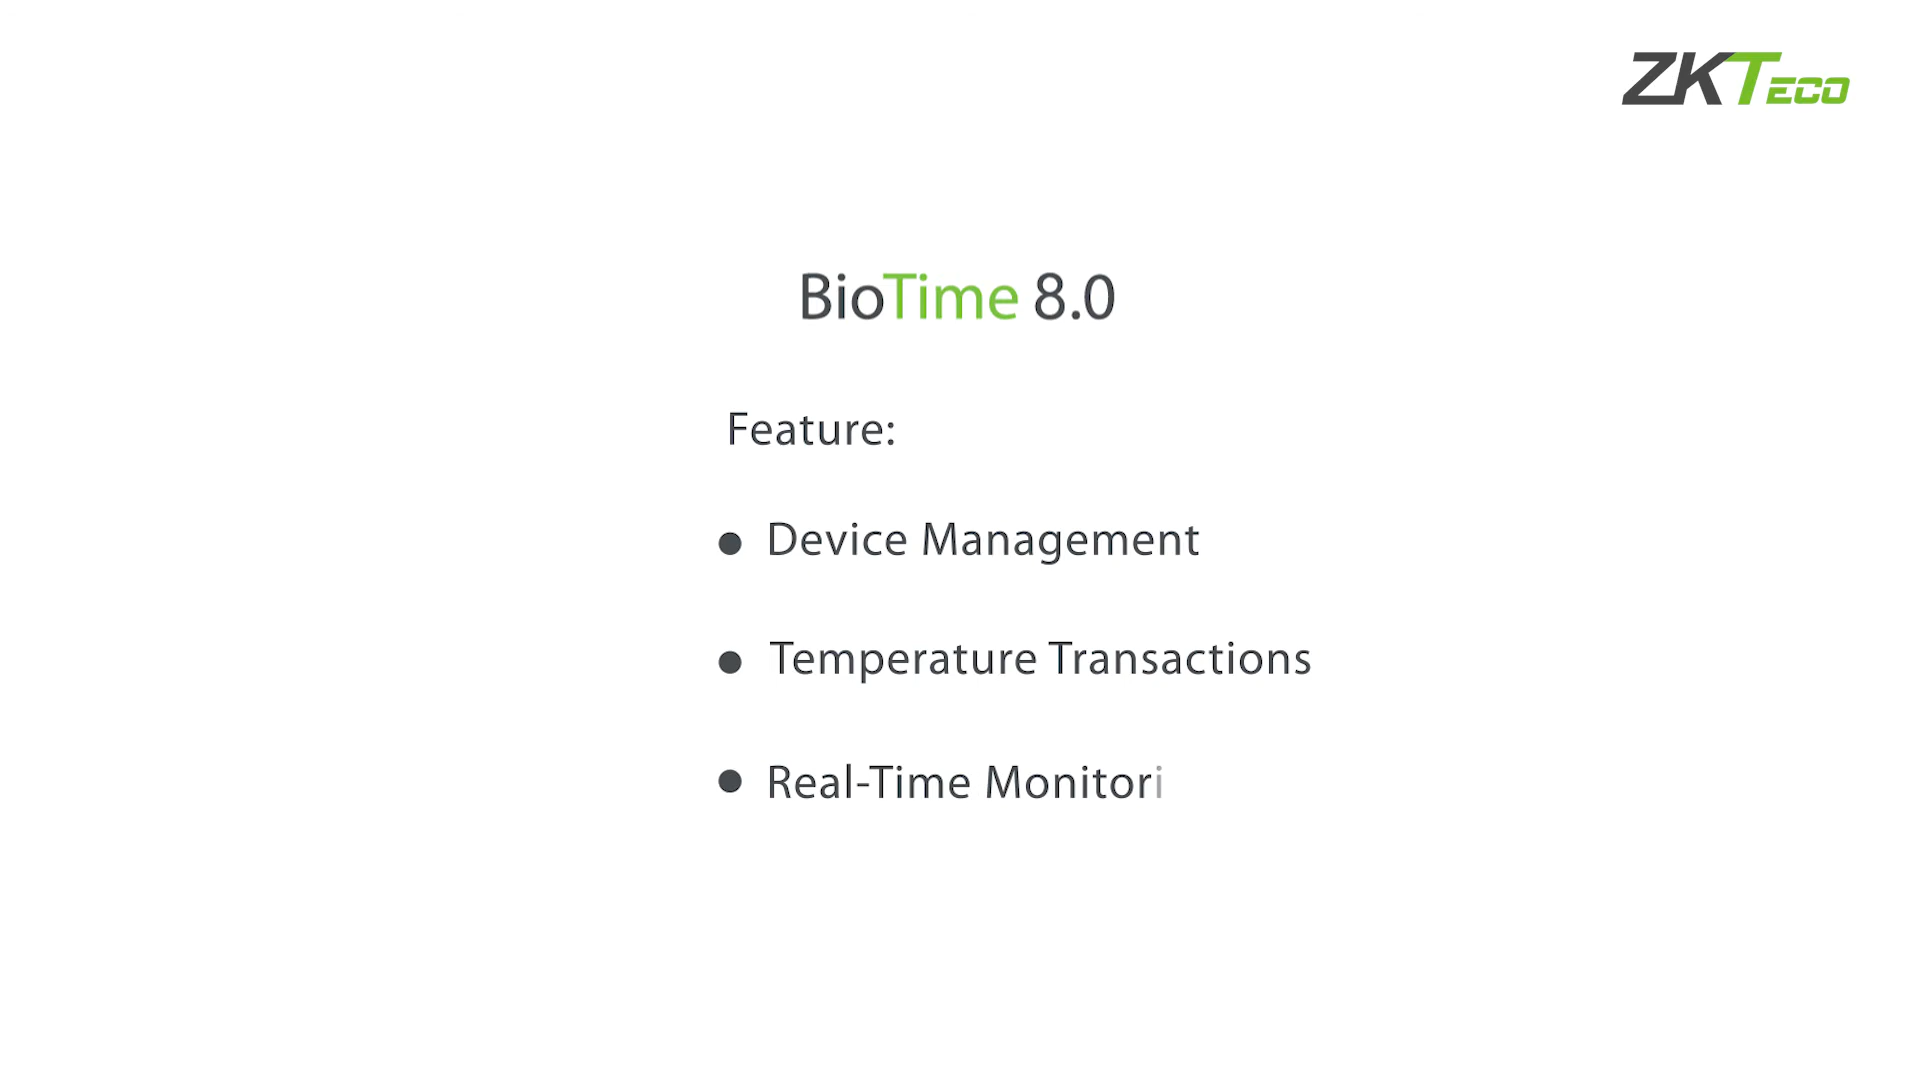 ZKTeco
BioTime 8.0
Feature:
● Device Management
● Temperature Transactions
● Real-Time Monitori